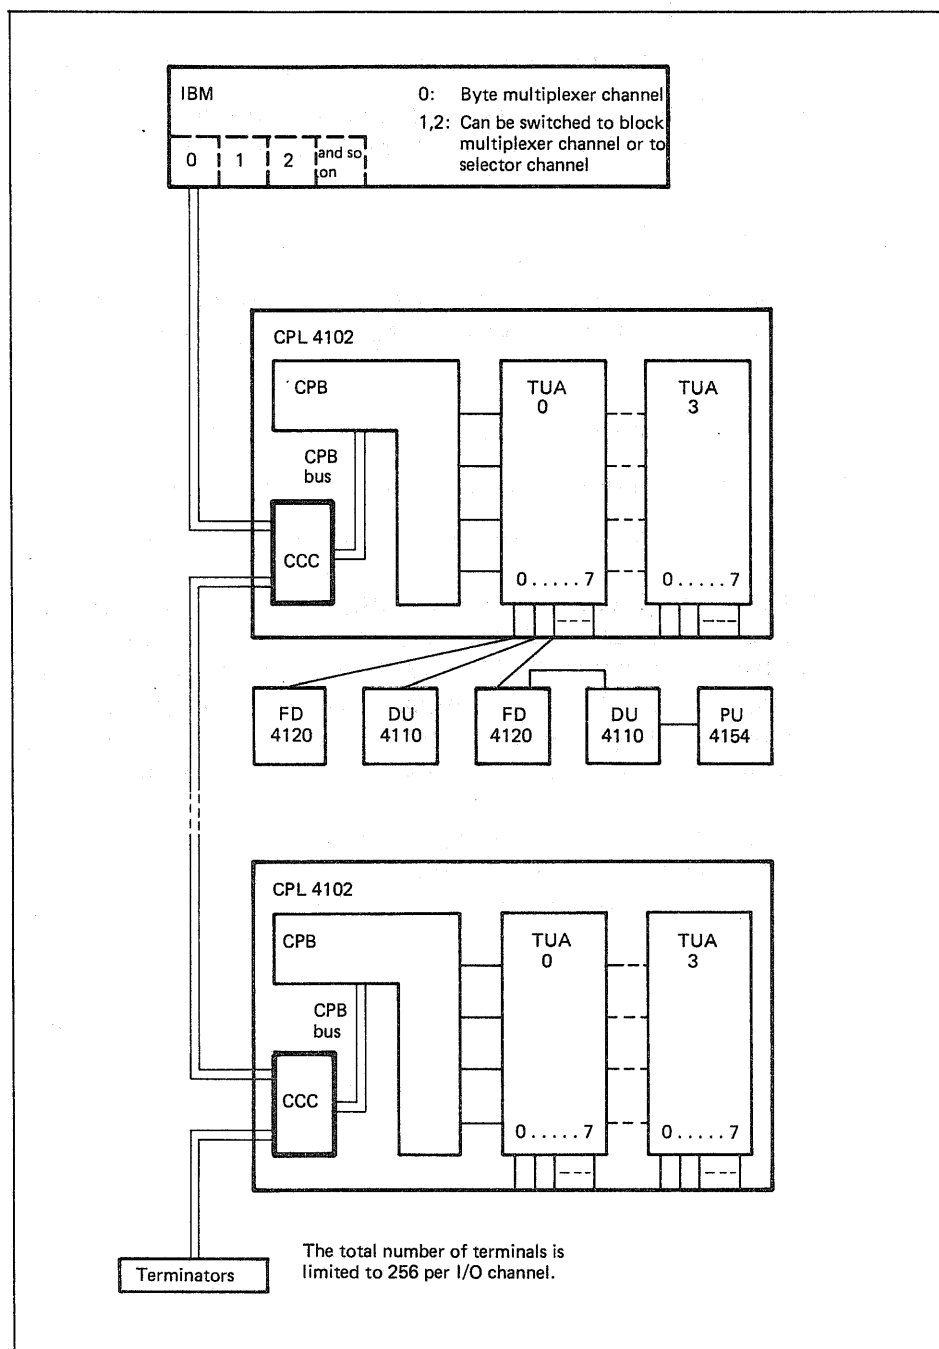 IBM
0: Byte multiplexer channel
1,2: Can be switched to block
multiplexer channel or to
selector channel
0 1 2 and so
on
CPL 4102
CPB
TUA
0
TUA
3
CPB
bus
CCC
0.....7
0.....7
FD
4120
DU
4110
FD
4120
DU
4110
PU
4154
CPL 4102
CPB
TUA
0
TUA
3
CPB
bus
CCC
0.....7
0.....7
Terminators
The total number of terminals is
limited to 256 per I/O channel.